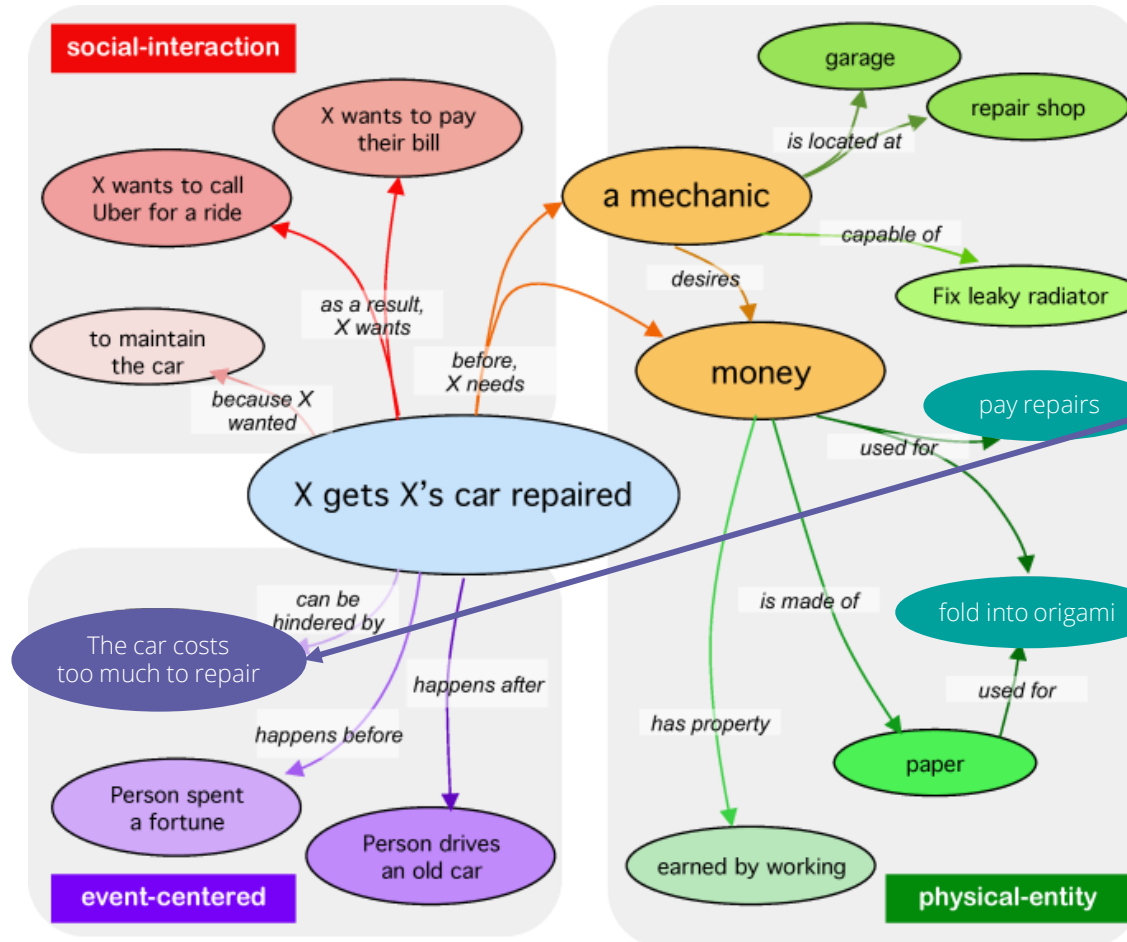 social-interaction
X wants to pay
their bill
X wants to call
Uber for a ride
to maintain
the car
as a result,
X wants
because X
wanted
before,
X needs
garage
repair shop
is located at
a mechanic
capable of
desires
Fix leaky radiator
money
pay repairs
used for
X gets X's car repaired
can be
hindered by
The car costs
too much to repair
happens after
happens before
Person spent
a fortune
Person drives
an old car
event-centered
is made of
fold into origami
used for
has property
paper
earned by working
physical-entity